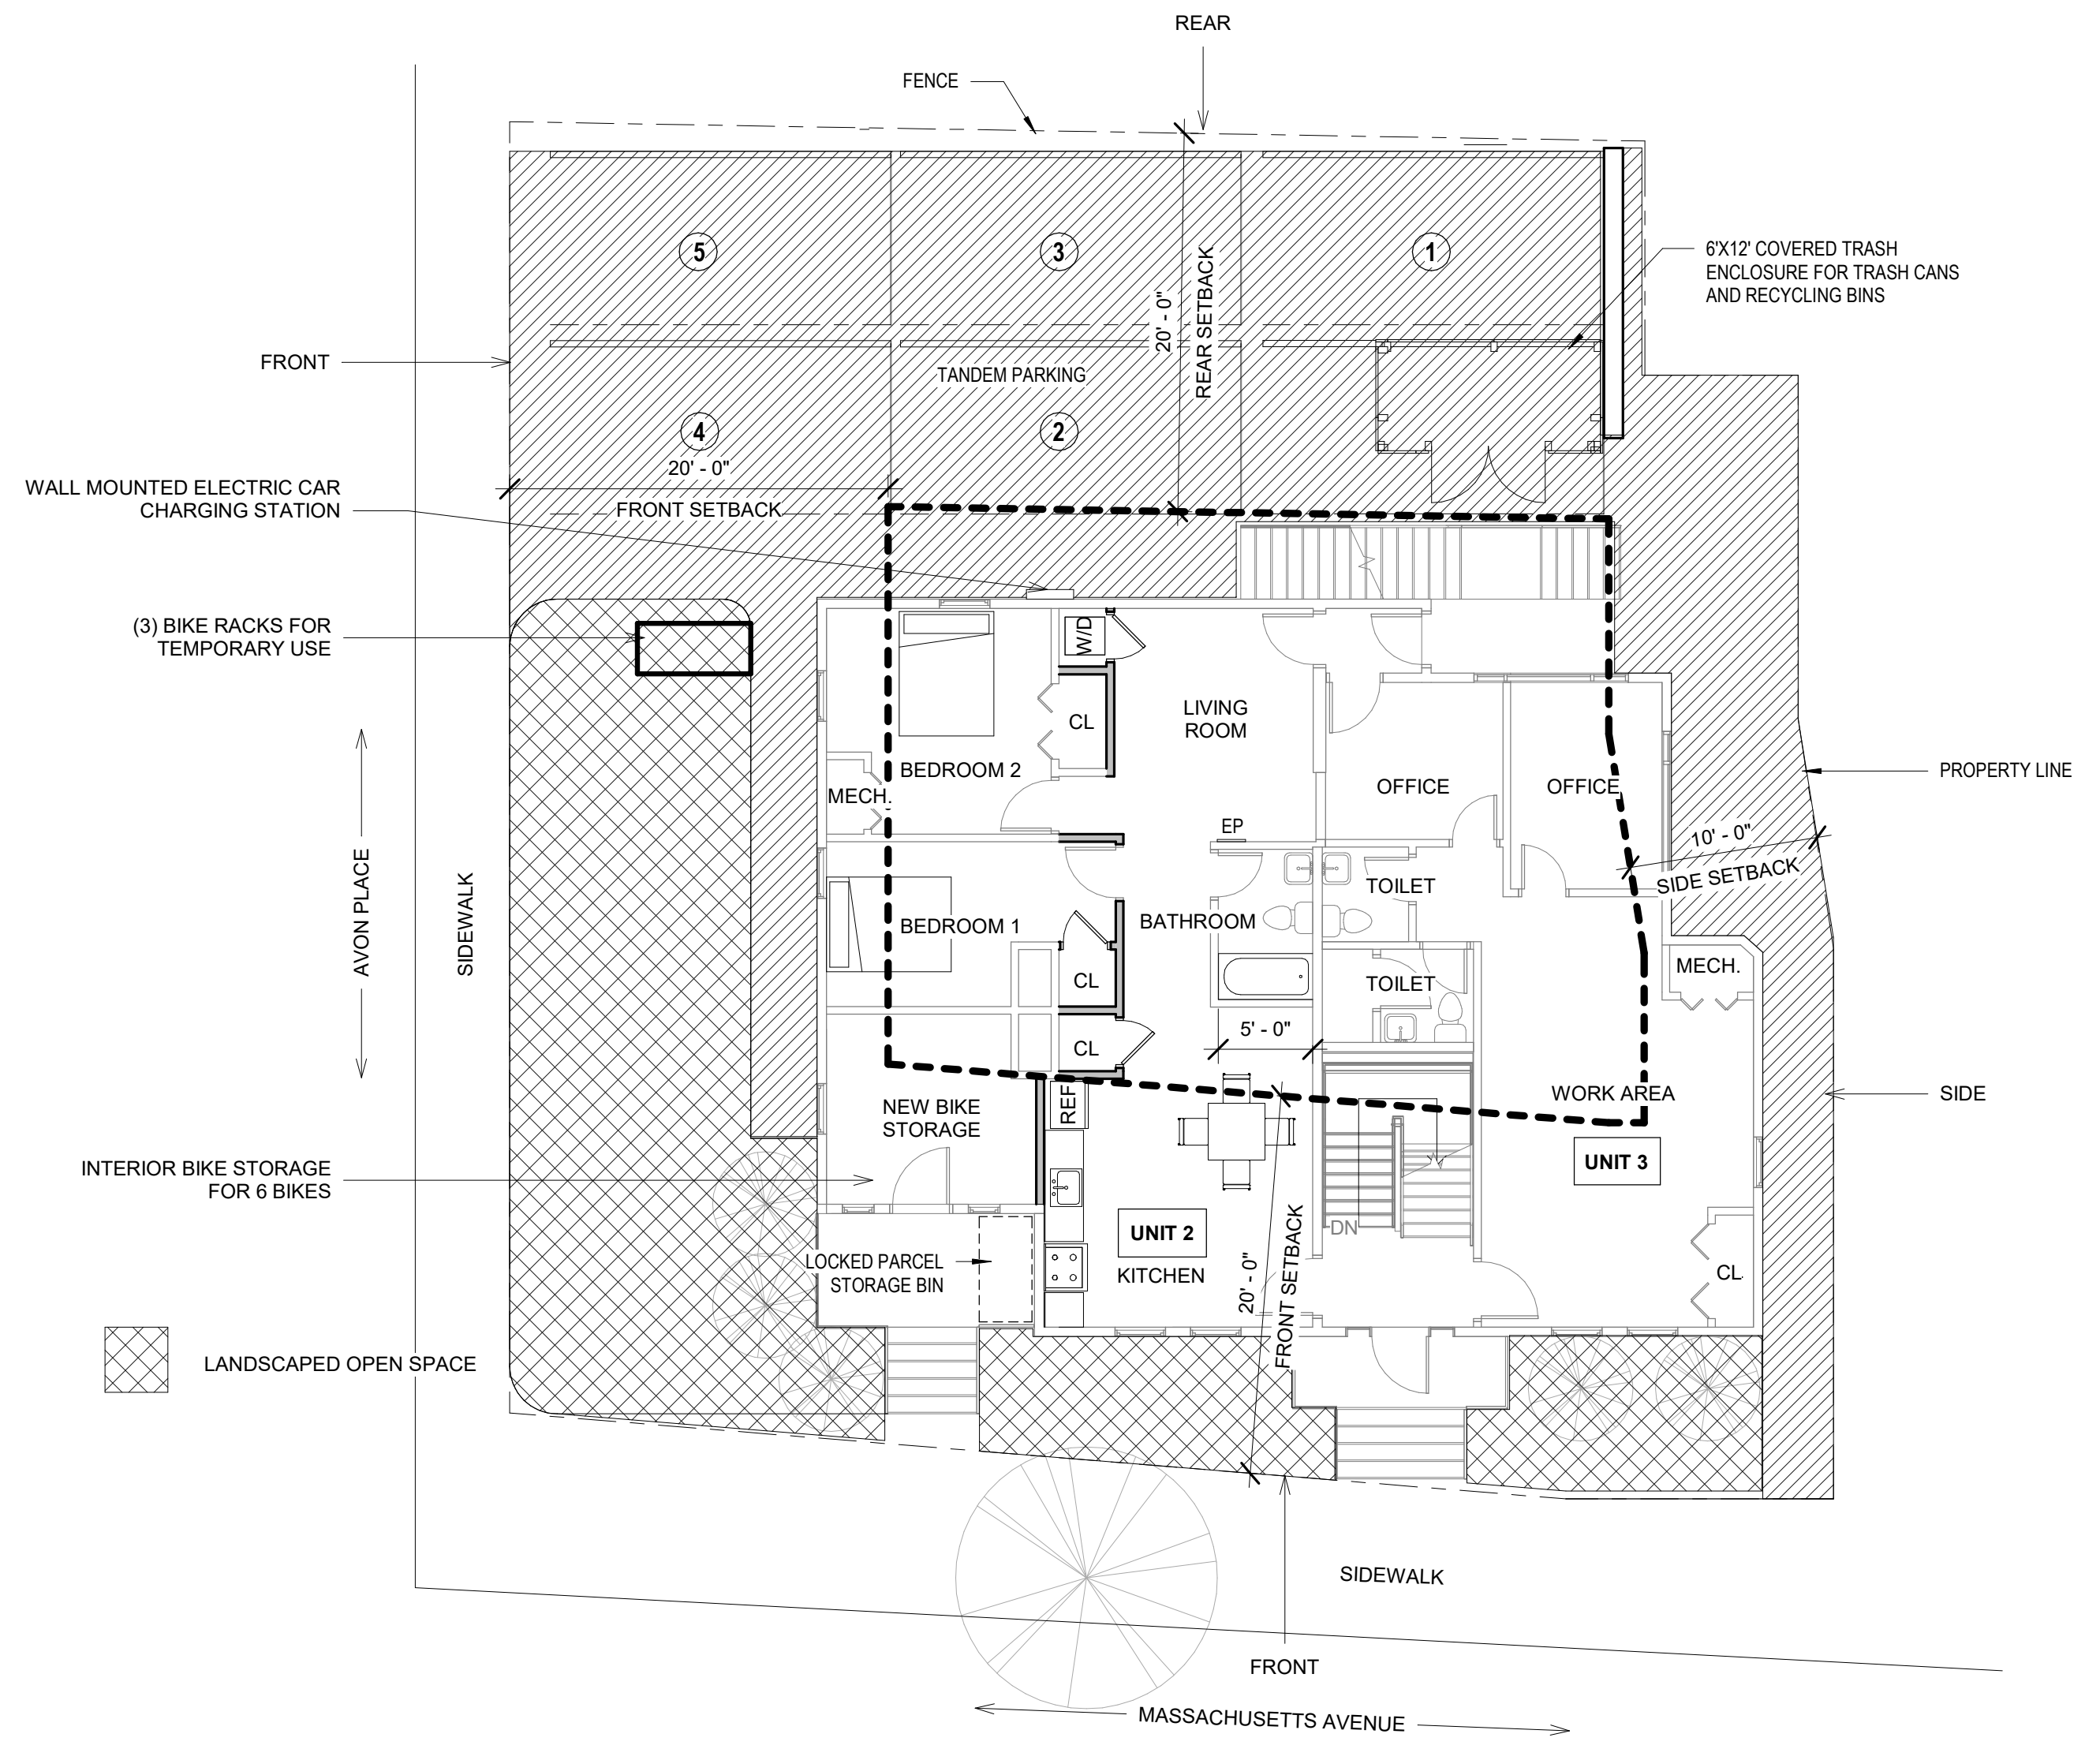 REAR
FENCE
5
3
1
6'X12' COVERED TRASH
ENCLOSURE FOR TRASH CANS
AND RECYCLING BINS
20' - 0"
REAR SETBACK
FRONT
TANDEM PARKING
4
2
20' - 0"
FRONT SETBACK
WALL MOUNTED ELECTRIC CAR
CHARGING STATION
(3) BIKE RACKS FOR
TEMPORARY USE
W/D
CL
LIVING
ROOM
BEDROOM 2
MECH.
OFFICE
OFFICE
PROPERTY LINE
EP
10' - 0"
SIDE SETBACK
AVON PLACE
SIDEWALK
TOILET
BEDROOM 1
BATHROOM
CL
TOILET
MECH.
5' - 0"
CL
REF
NEW BIKE
STORAGE
WORK AREA
SIDE
UNIT 3
INTERIOR BIKE STORAGE
FOR 6 BIKES
UNIT 2
KITCHEN
DN
20' - 0"
FRONT SETBACK
LOCKED PARCEL
STORAGE BIN
CL
LANDSCAPED OPEN SPACE
SIDEWALK
FRONT
MASSACHUSETTS AVENUE